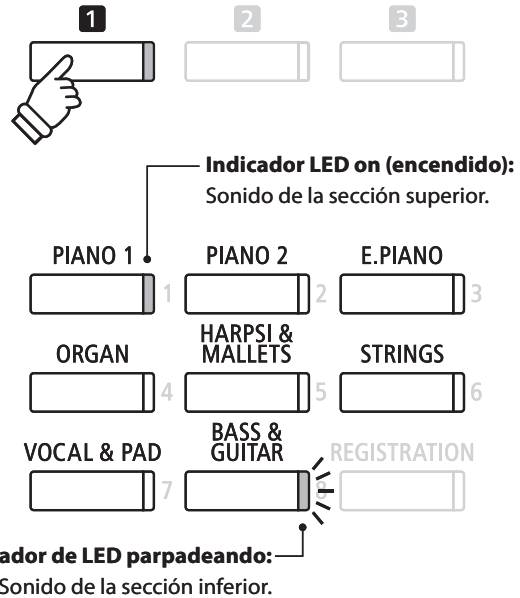 1 2 3
Indicador LED on (encendido):
Sonido de la sección superior.
PIANO 1 PIANO 2 E.PIANO
1 2 3
ORGAN HARPSI & MALLETS STRINGS
4 5 6
VOCAL & PAD BASS & GUITAR REGISTRATION
7 8
ador de LED parpadeando:
Sonido de la sección inferior.